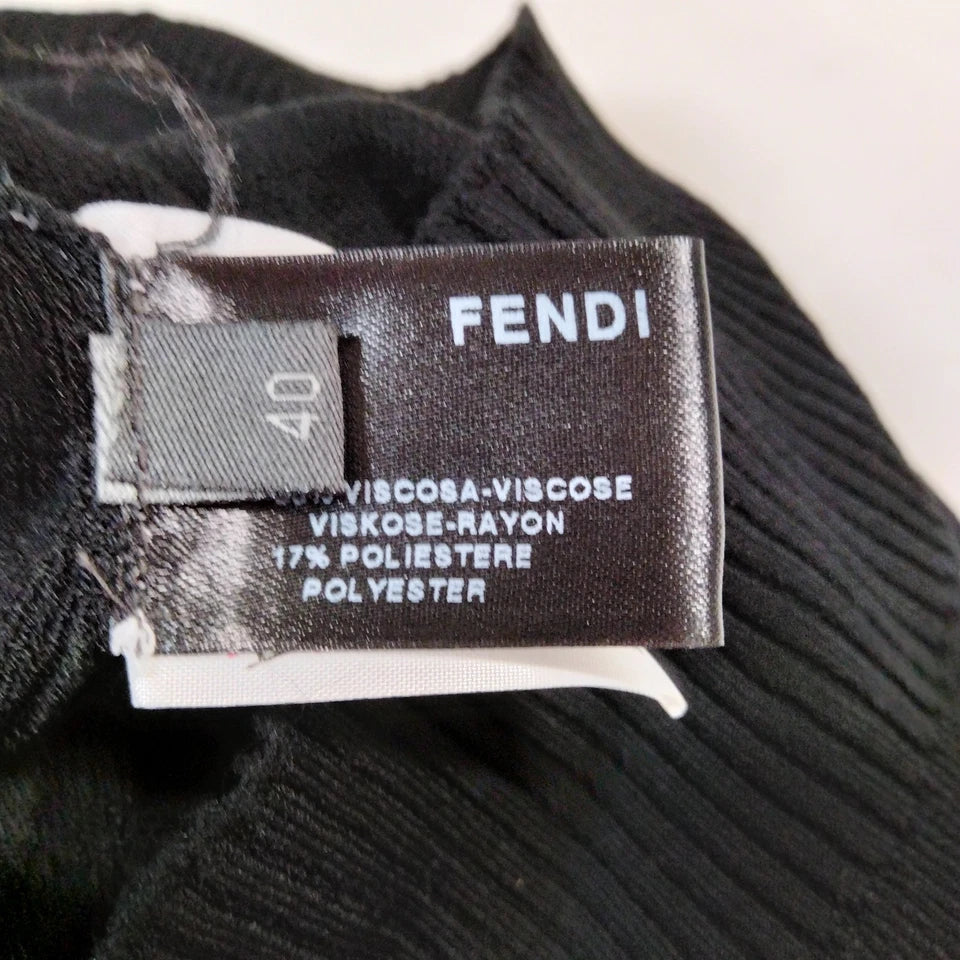 FENDI
40
VISCOSA-VISCOSE
VISKOSE-RAYON
17% POLIESTERE
POLYESTER